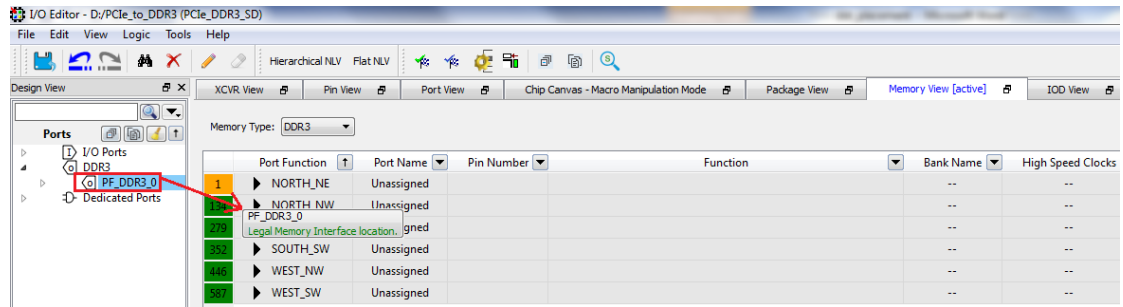 I/O Editor - D:/PCIe_to_DDR3 (PCIe_DDR3_SD)
File Edit View Logic Tools Help
Hierarchical NLV Flat NLV
Design View
XCVR View Pin View Port View Chip Canvas - Macro Manipulation Mode Package View Memory View [active] IOD View
Ports
Memory Type: DDR3
I/O Ports
DDR3
PF_DDR3_0
Dedicated Ports
Port Function Port Name Pin Number Function Bank Name High Speed Clocks
1 NORTH_NE Unassigned -- --
134 NORTH_NW Unassigned -- --
PF_DDR3_0
Legal Memory Interface location.
279 -- --
352 SOUTH_SW Unassigned -- --
446 WEST_NW Unassigned -- --
587 WEST_SW Unassigned -- --